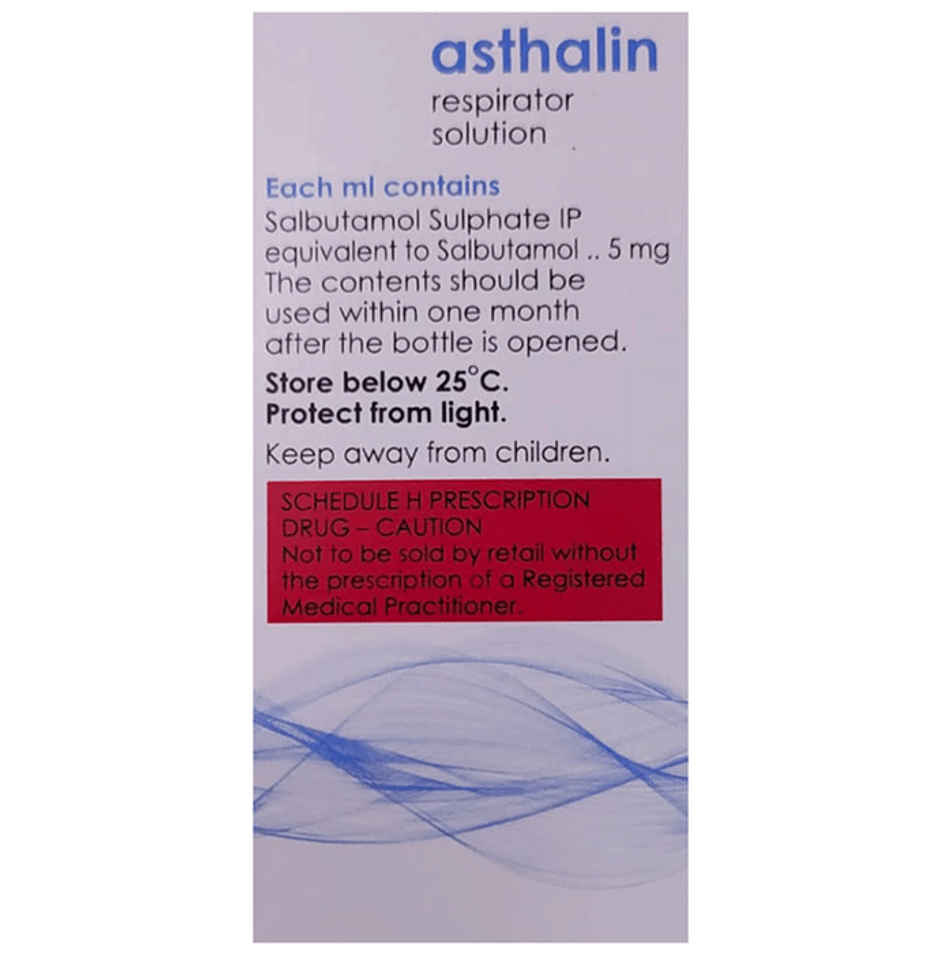 asthalin
respirator
solution
Each ml contains
Salbutamol Sulphate IP
equivalent to Salbutamol .. 5 mg
The contents should be
used within one month
after the bottle is opened.
Store below 25°C.
Protect from light.
Keep away from children.
SCHEDULE H PRESCRIPTION
DRUG – CAUTION
Not to be sold by retail without
the prescription of a Registered
Medical Practitioner.